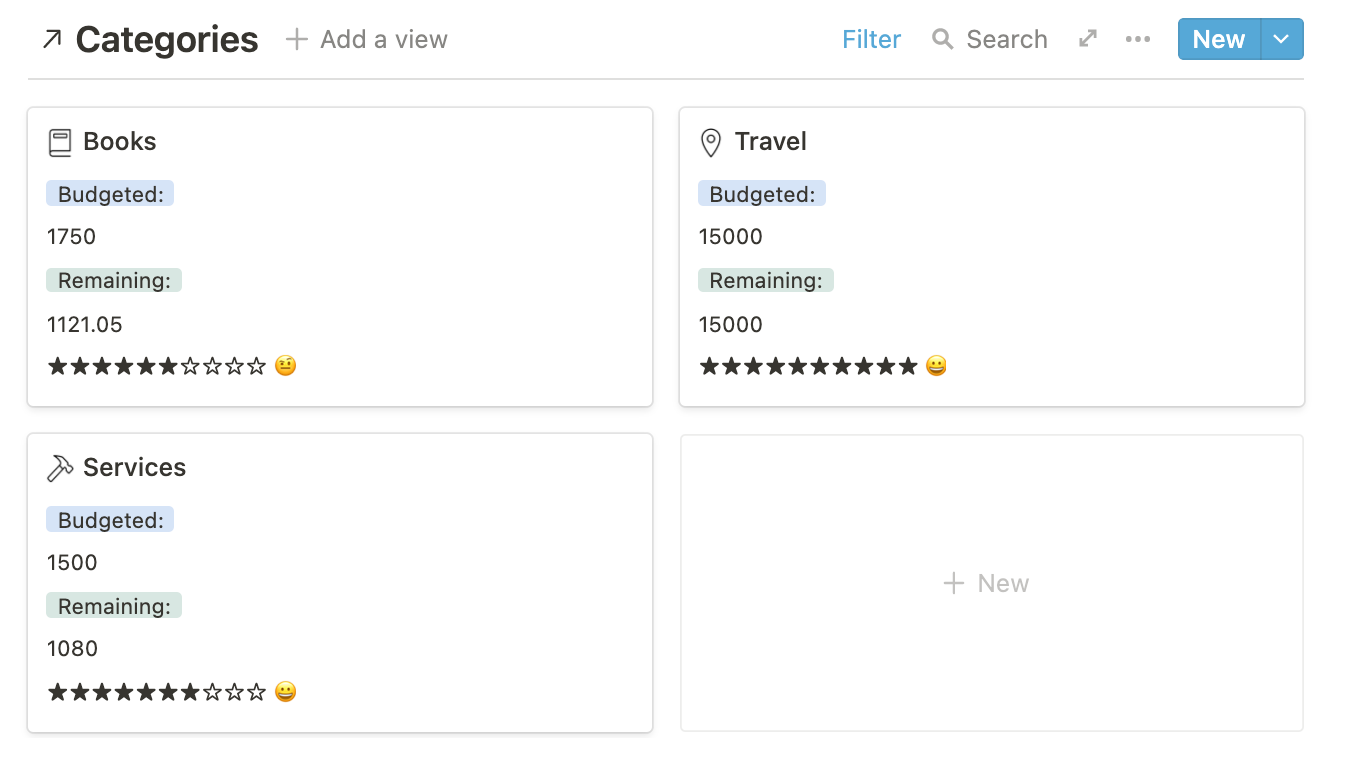 Categories + Add a view Filter Search ••• New
Books
Budgeted:
1750
Remaining:
1121.05
★★★★★★☆☆☆☆ 🤨
Travel
Budgeted:
15000
Remaining:
15000
★★★★★★★★★★ 😀
Services
Budgeted:
1500
Remaining:
1080
★★★★★★★☆☆☆ 😀
+ New